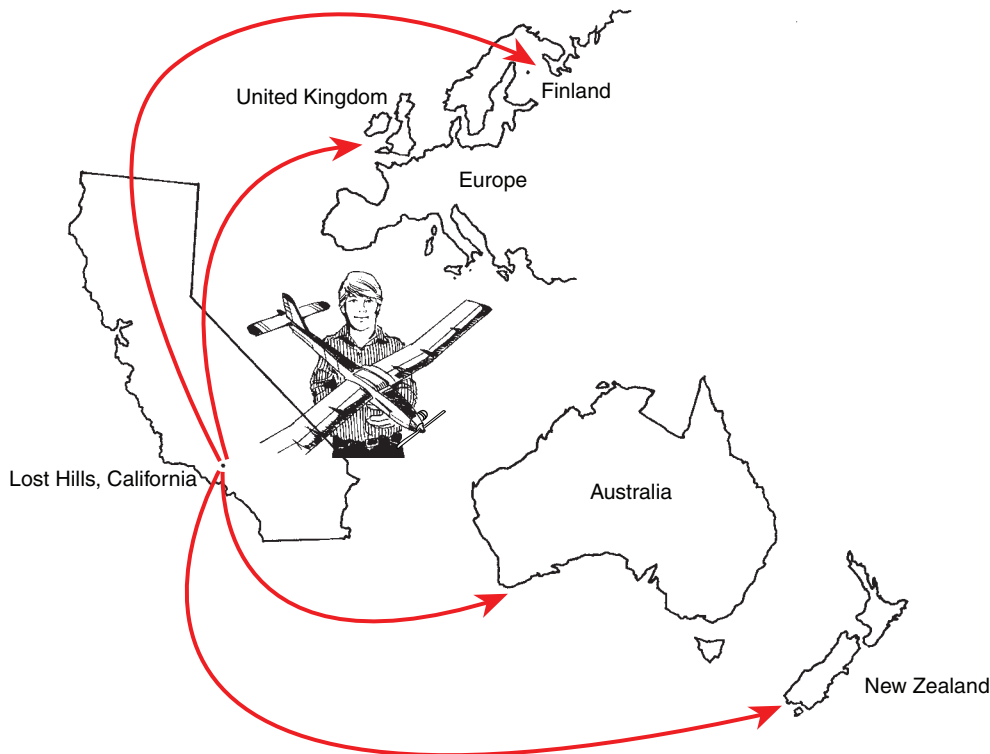 United Kingdom
Finland
Europe
Lost Hills, California
Australia
New Zealand